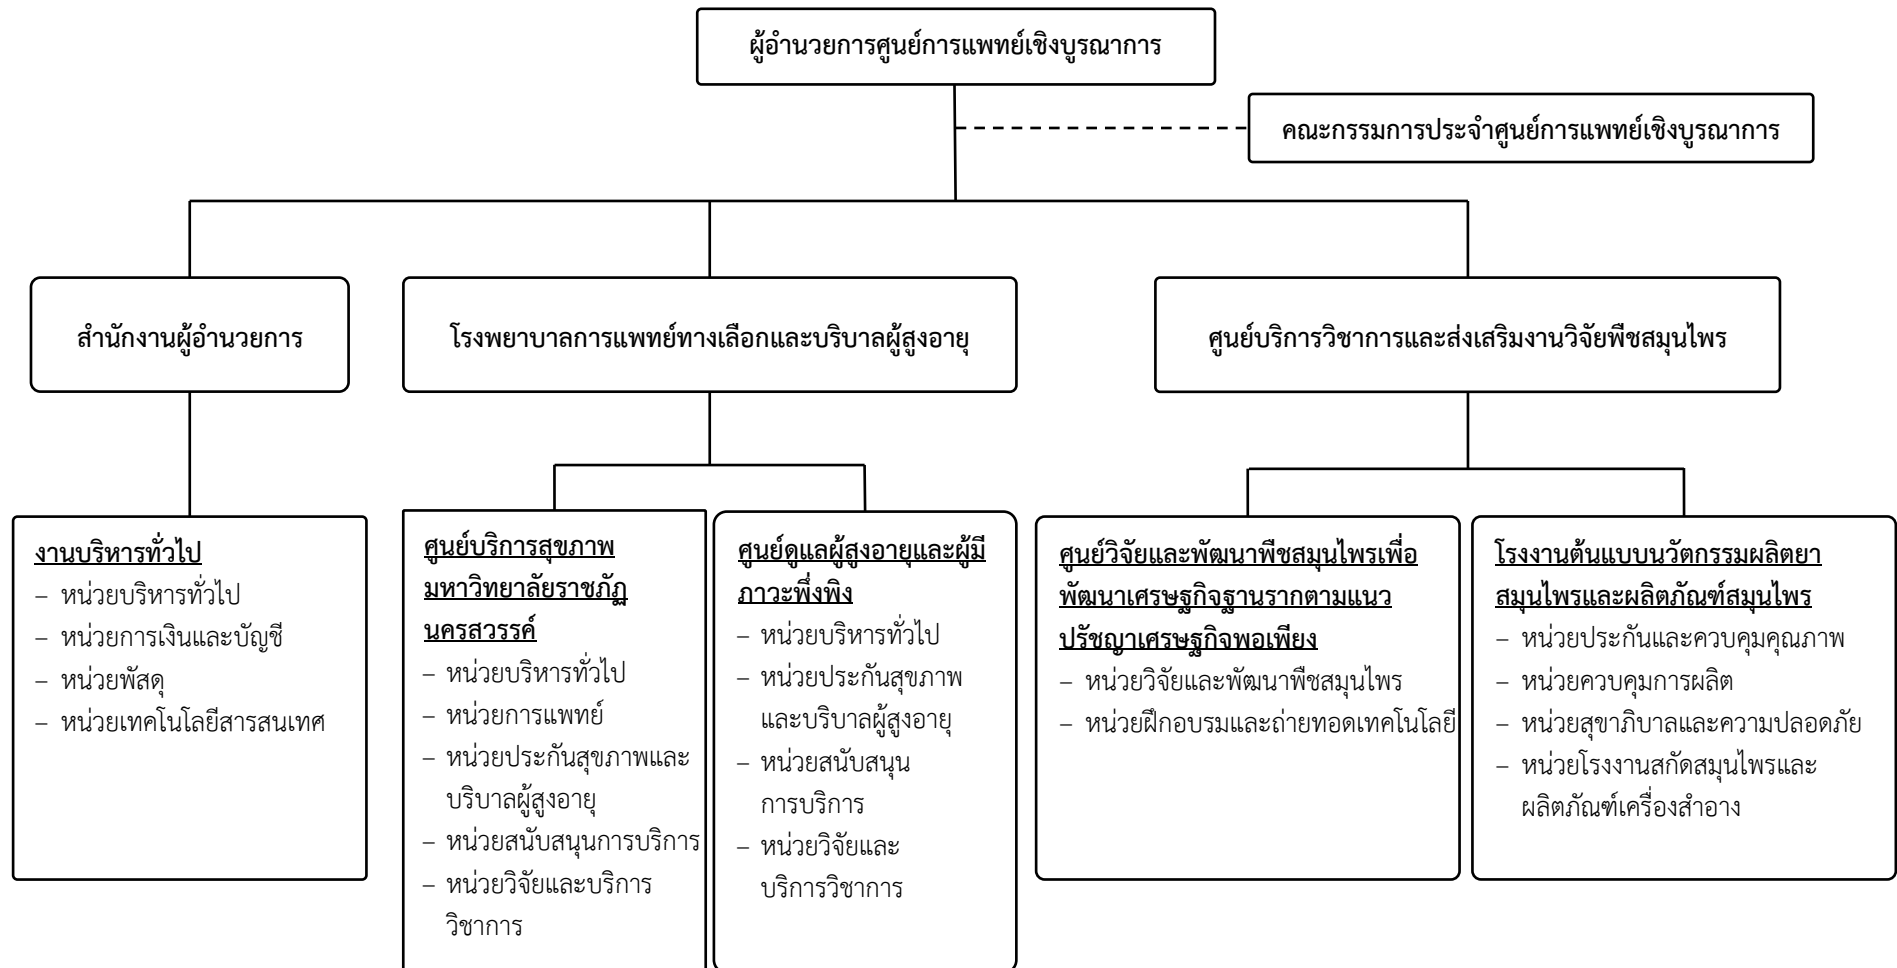 ผู้อำนวยการศูนย์การแพทย์เชิงบูรณาการ
คณะกรรมการประจำศูนย์การแพทย์เชิงบูรณาการ
สำนักงานผู้อำนวยการ
โรงพยาบาลการแพทย์ทางเลือกและบริบาลผู้สูงอายุ
ศูนย์บริการวิชาการและส่งเสริมงานวิจัยพืชสมุนไพร
งานบริหารทั่วไป
– หน่วยบริหารทั่วไป
– หน่วยการเงินและบัญชี
– หน่วยพัสดุ
– หน่วยเทคโนโลยีสารสนเทศ
ศูนย์บริการสุขภาพ
มหาวิทยาลัยราชภัฏ
นครสวรรค์
– หน่วยบริหารทั่วไป
– หน่วยการแพทย์
– หน่วยประกันสุขภาพและ
บริบาลผู้สูงอายุ
– หน่วยสนับสนุนการบริการ
– หน่วยวิจัยและบริการ
วิชาการ
ศูนย์ดูแลผู้สูงอายุและผู้มี
ภาวะพึ่งพิง
– หน่วยบริหารทั่วไป
– หน่วยประกันสุขภาพ
และบริบาลผู้สูงอายุ
– หน่วยสนับสนุน
การบริการ
– หน่วยวิจัยและ
บริการวิชาการ
ศูนย์วิจัยและพัฒนาพืชสมุนไพรเพื่อ
พัฒนาเศรษฐกิจฐานรากตามแนว
ปรัชญาเศรษฐกิจพอเพียง
– หน่วยวิจัยและพัฒนาพืชสมุนไพร
– หน่วยฝึกอบรมและถ่ายทอดเทคโนโลยี
โรงงานต้นแบบนวัตกรรมผลิตยา
สมุนไพรและผลิตภัณฑ์สมุนไพร
– หน่วยประกันและควบคุมคุณภาพ
– หน่วยควบคุมการผลิต
– หน่วยสุขาภิบาลและความปลอดภัย
– หน่วยโรงงานสกัดสมุนไพรและ
ผลิตภัณฑ์เครื่องสำอาง